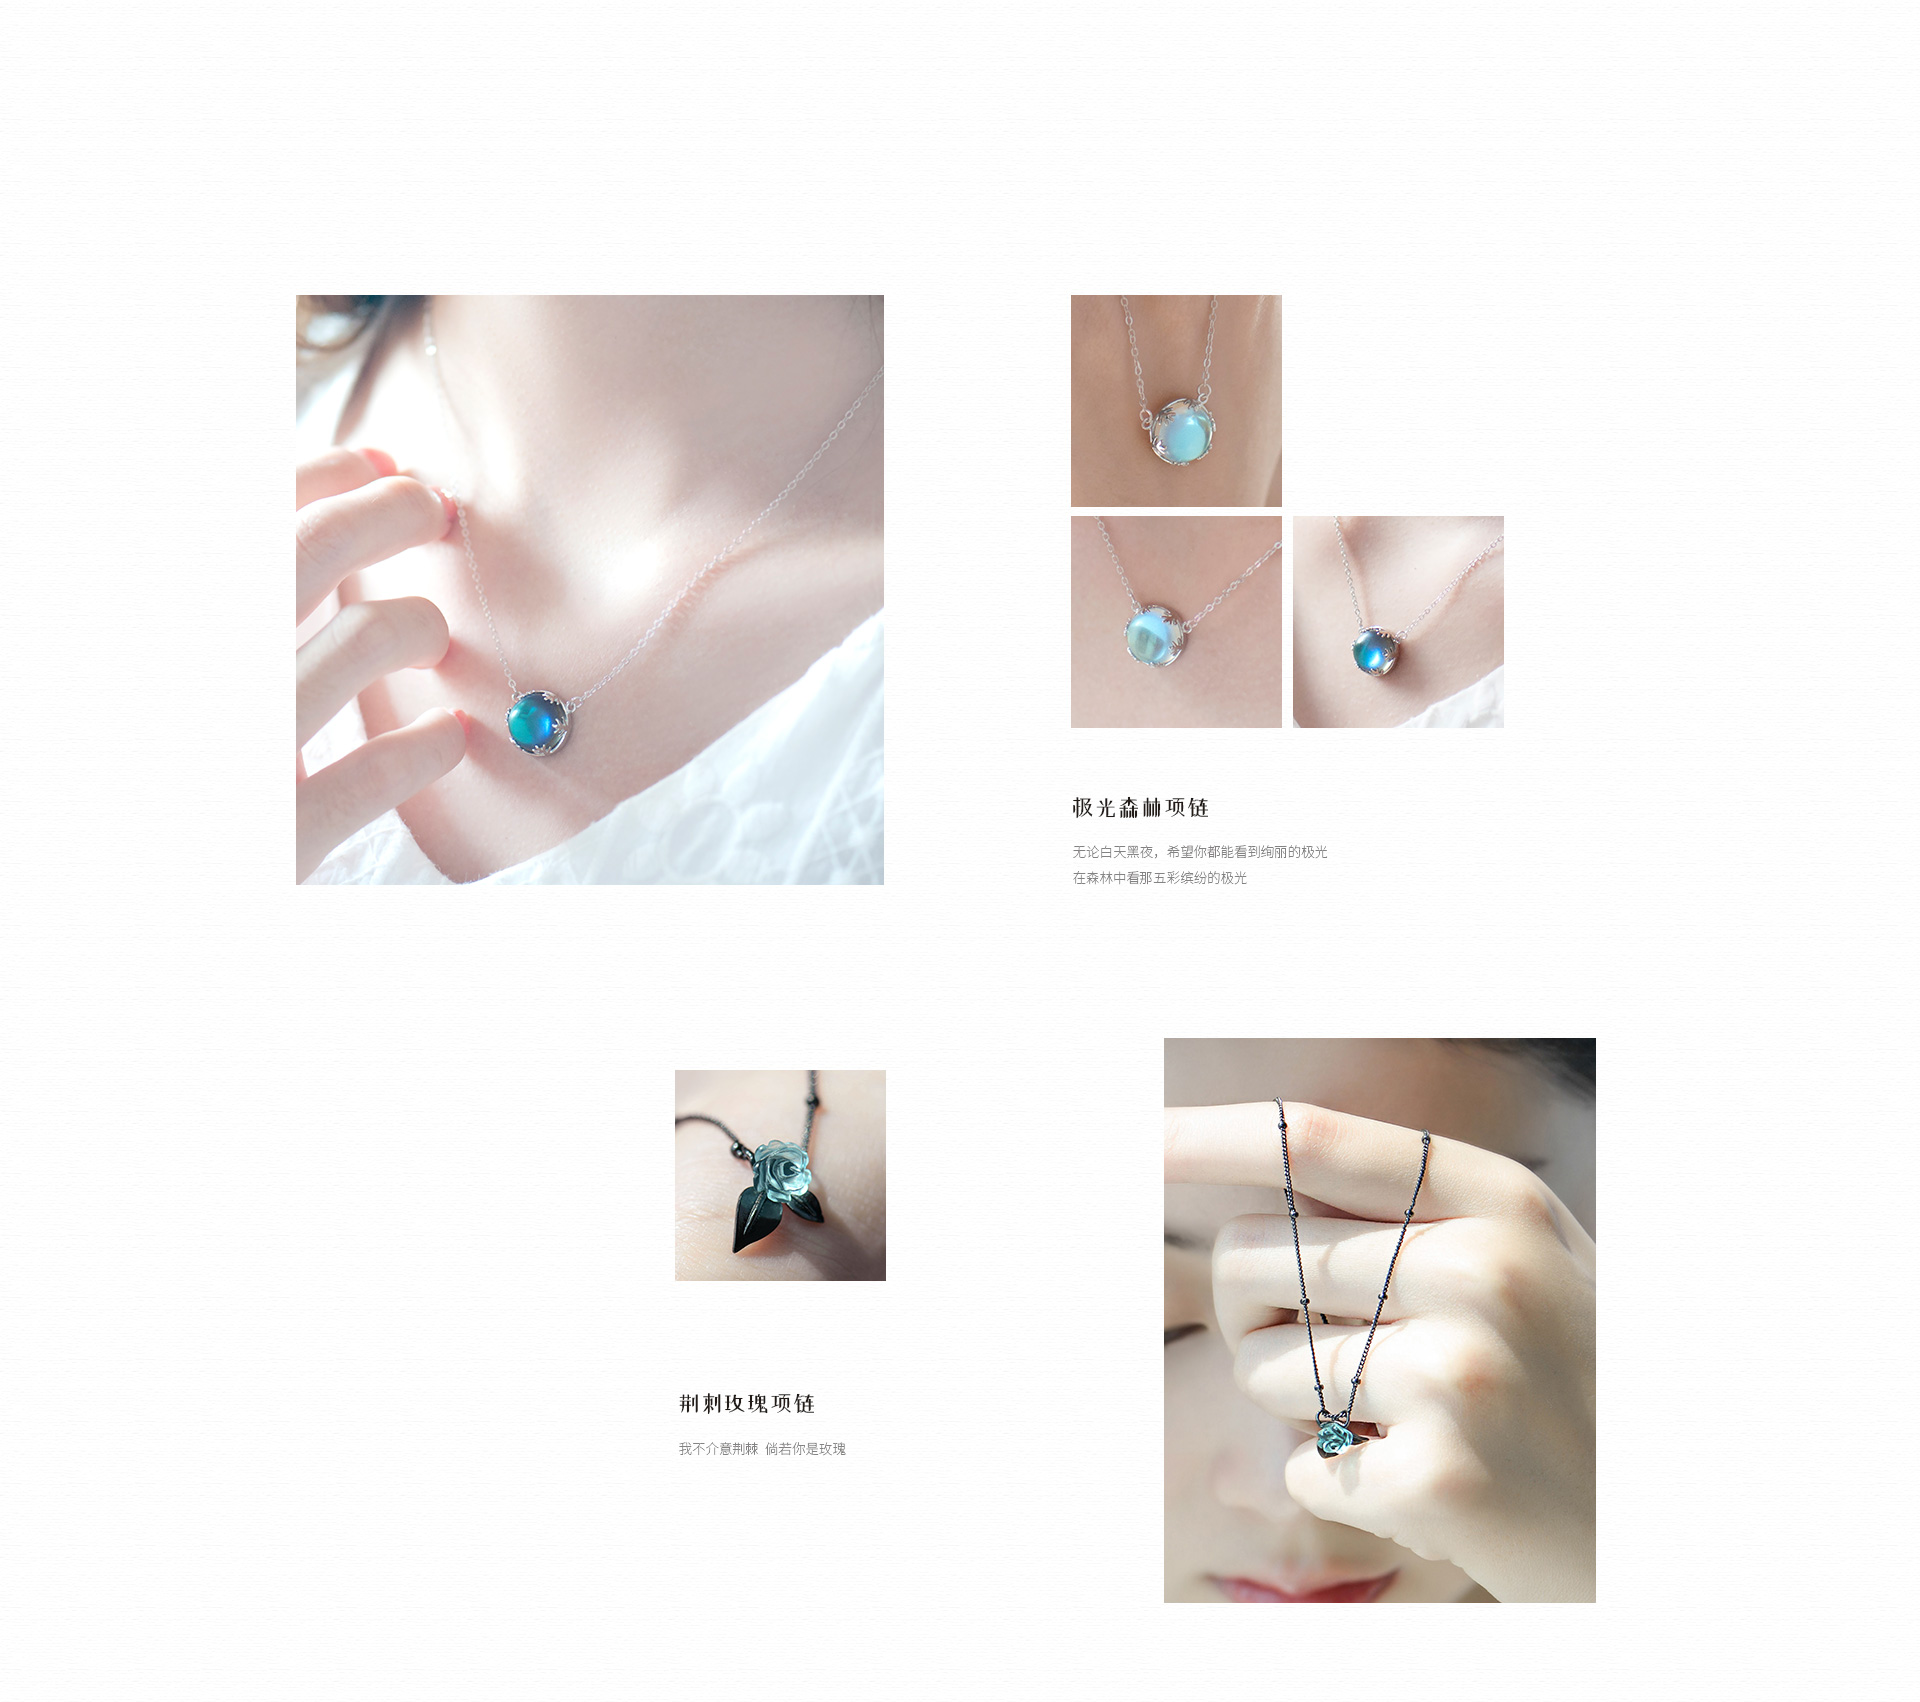 极光森林项链
无论白天黑夜，希望你都能看到绚丽的极光
在森林中看那五彩缤纷的极光
荆刺玫瑰项链
我不介意荆棘 倘若你是玫瑰